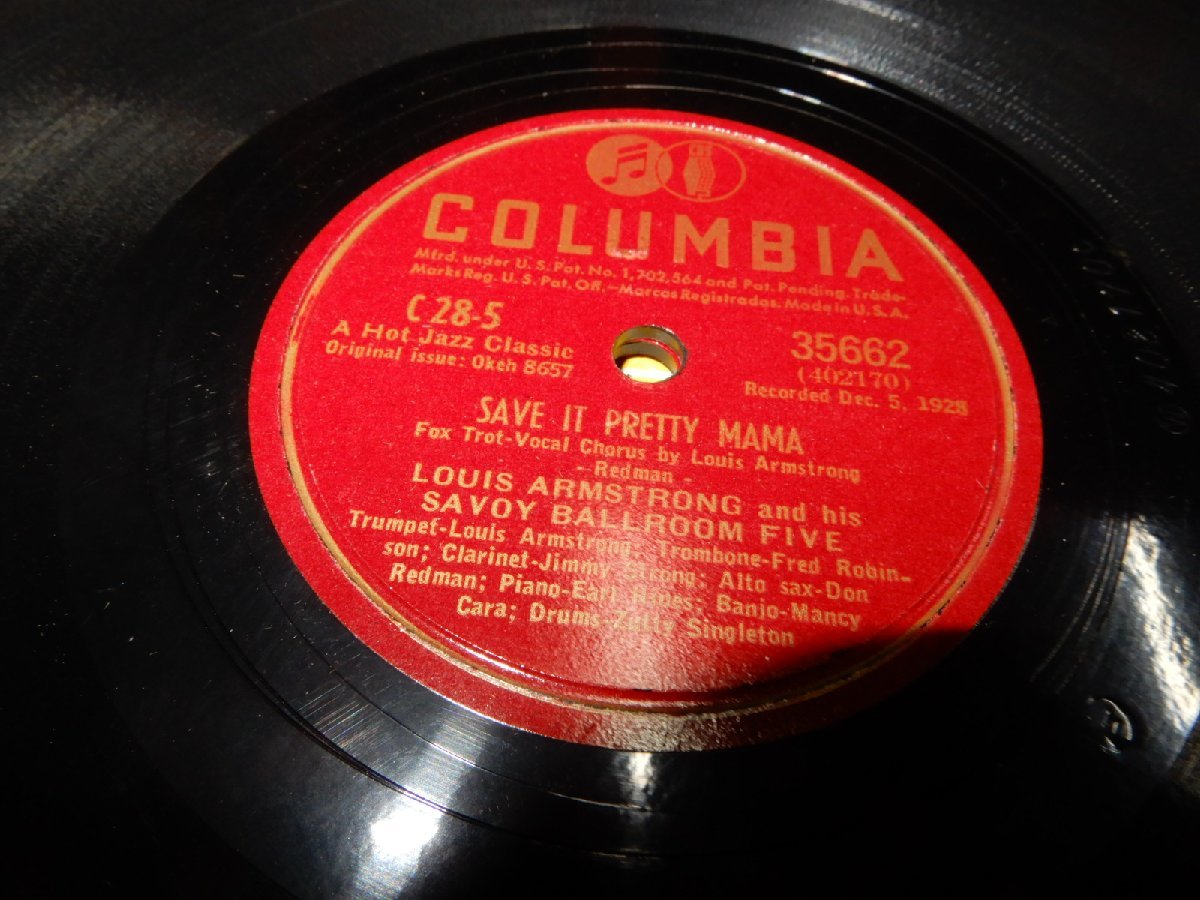 COLUMBIA
Mfrd. under U.S. Pat. No. 1,702,564 and Pat. Pending. Trade-
Marks Reg. U.S. Pat. Off.–Marcas Registradas. Made in U.S.A.
C 28-5
A Hot Jazz Classic
Original issue: Okeh 8657
35662
(402170)
Recorded Dec. 5, 1928
SAVE IT PRETTY MAMA
Fox Trot-Vocal Chorus by Louis Armstrong
- Redman -
LOUIS ARMSTRONG and his
SAVOY BALLROOM FIVE
Trumpet-Louis Armstrong; Trombone-Fred Robin-
son; Clarinet-Jimmy Strong; Alto sax-Don
Redman; Piano-Earl Hines; Banjo-Mancy
Cara; Drums-Zutty Singleton